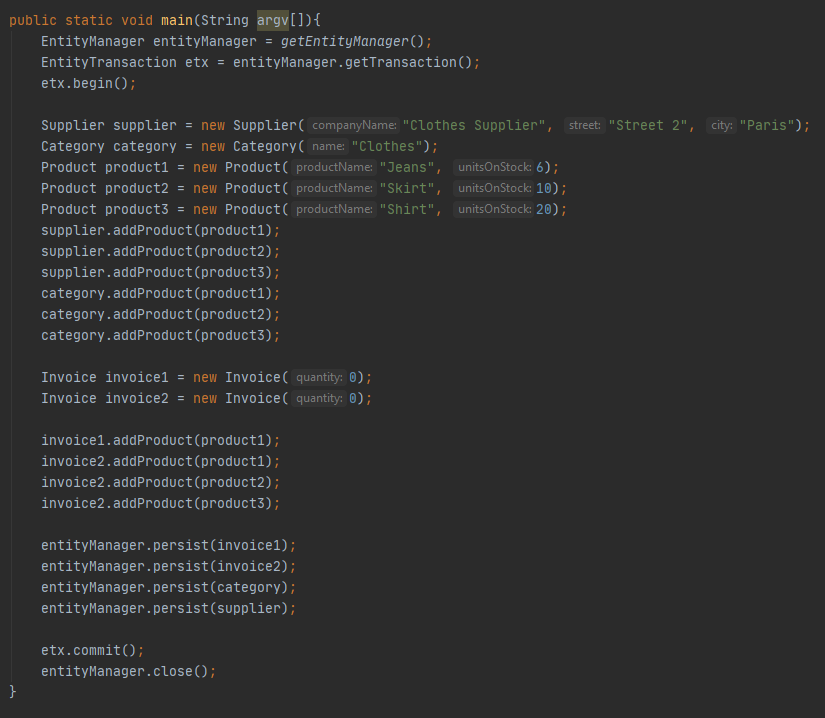 public static void main(String argv[]){
    EntityManager entityManager = getEntityManager();
    EntityTransaction etx = entityManager.getTransaction();
    etx.begin();

    Supplier supplier = new Supplier( companyName: "Clothes Supplier", street: "Street 2", city: "Paris");
    Category category = new Category( name: "Clothes");
    Product product1 = new Product( productName: "Jeans", unitsOnStock: 6);
    Product product2 = new Product( productName: "Skirt", unitsOnStock: 10);
    Product product3 = new Product( productName: "Shirt", unitsOnStock: 20);
    supplier.addProduct(product1);
    supplier.addProduct(product2);
    supplier.addProduct(product3);
    category.addProduct(product1);
    category.addProduct(product2);
    category.addProduct(product3);

    Invoice invoice1 = new Invoice( quantity: 0);
    Invoice invoice2 = new Invoice( quantity: 0);

    invoice1.addProduct(product1);
    invoice2.addProduct(product1);
    invoice2.addProduct(product2);
    invoice2.addProduct(product3);

    entityManager.persist(invoice1);
    entityManager.persist(invoice2);
    entityManager.persist(category);
    entityManager.persist(supplier);

    etx.commit();
    entityManager.close();
}